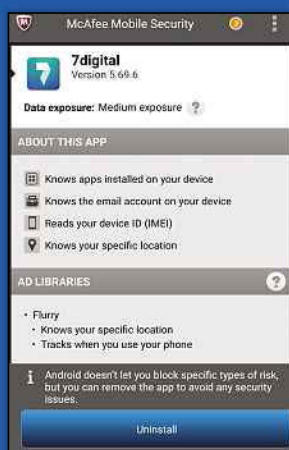 McAfee Mobile Security
7digital
Version 5.69.6
Data exposure: Medium exposure ?
ABOUT THIS APP
Knows apps installed on your device
Knows the email account on your device
Reads your device ID (IMEI)
Knows your specific location
AD LIBRARIES ?
• Flurry
• Knows your specific location
• Tracks when you use your phone
i Android doesn't let you block specific types of risk,
but you can remove the app to avoid any security
issues.
Uninstall